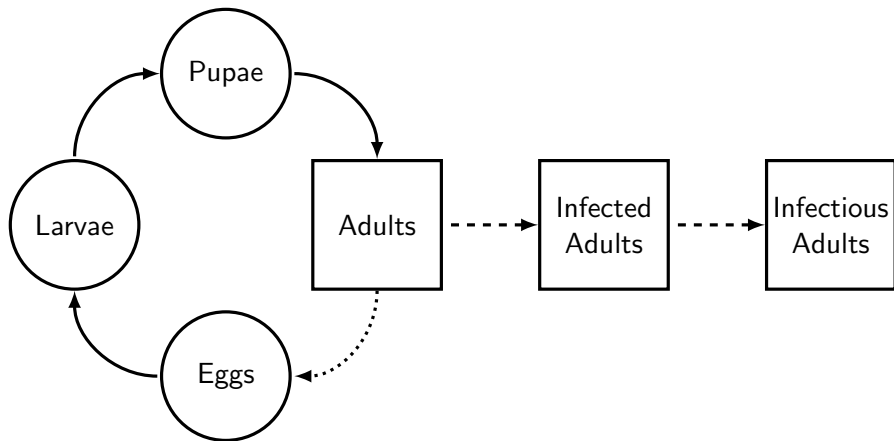 Pupae
Larvae
Adults
Infected
Adults
Infectious
Adults
Eggs